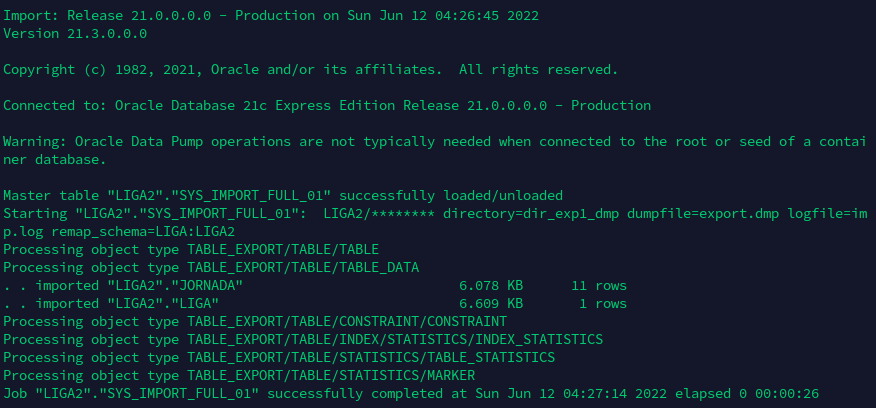 Import: Release 21.0.0.0.0 - Production on Sun Jun 12 04:26:45 2022
Version 21.3.0.0.0
Copyright (c) 1982, 2021, Oracle and/or its affiliates.  All rights reserved.
Connected to: Oracle Database 21c Express Edition Release 21.0.0.0.0 - Production
Warning: Oracle Data Pump operations are not typically needed when connected to the root or seed of a contai
ner database.
Master table "LIGA2"."SYS_IMPORT_FULL_01" successfully loaded/unloaded
Starting "LIGA2"."SYS_IMPORT_FULL_01":  LIGA2/******** directory=dir_exp1_dmp dumpfile=export.dmp logfile=im
p.log remap_schema=LIGA:LIGA2
Processing object type TABLE_EXPORT/TABLE/TABLE
Processing object type TABLE_EXPORT/TABLE/TABLE_DATA
. . imported "LIGA2"."JORNADA"                           6.078 KB      11 rows
. . imported "LIGA2"."LIGA"                              6.609 KB       1 rows
Processing object type TABLE_EXPORT/TABLE/CONSTRAINT/CONSTRAINT
Processing object type TABLE_EXPORT/TABLE/INDEX/STATISTICS/INDEX_STATISTICS
Processing object type TABLE_EXPORT/TABLE/STATISTICS/TABLE_STATISTICS
Processing object type TABLE_EXPORT/TABLE/STATISTICS/MARKER
Job "LIGA2"."SYS_IMPORT_FULL_01" successfully completed at Sun Jun 12 04:27:14 2022 elapsed 0 00:00:26